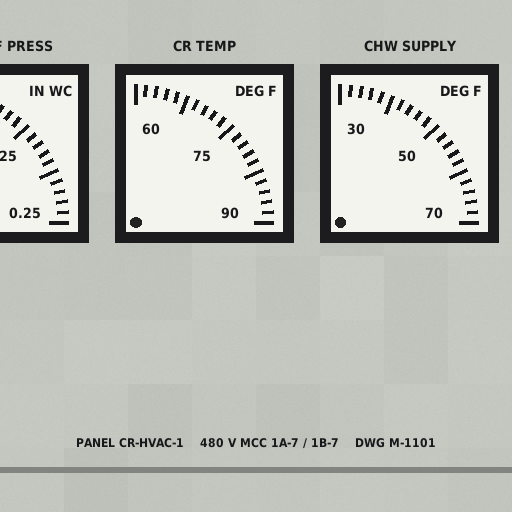 F PRESS CR TEMP CHW SUPPLY
IN WC DEG F DEG F
60 30
25 75 50
0.25 90 70
PANEL CR-HVAC-1 480 V MCC 1A-7 / 1B-7 DWG M-1101